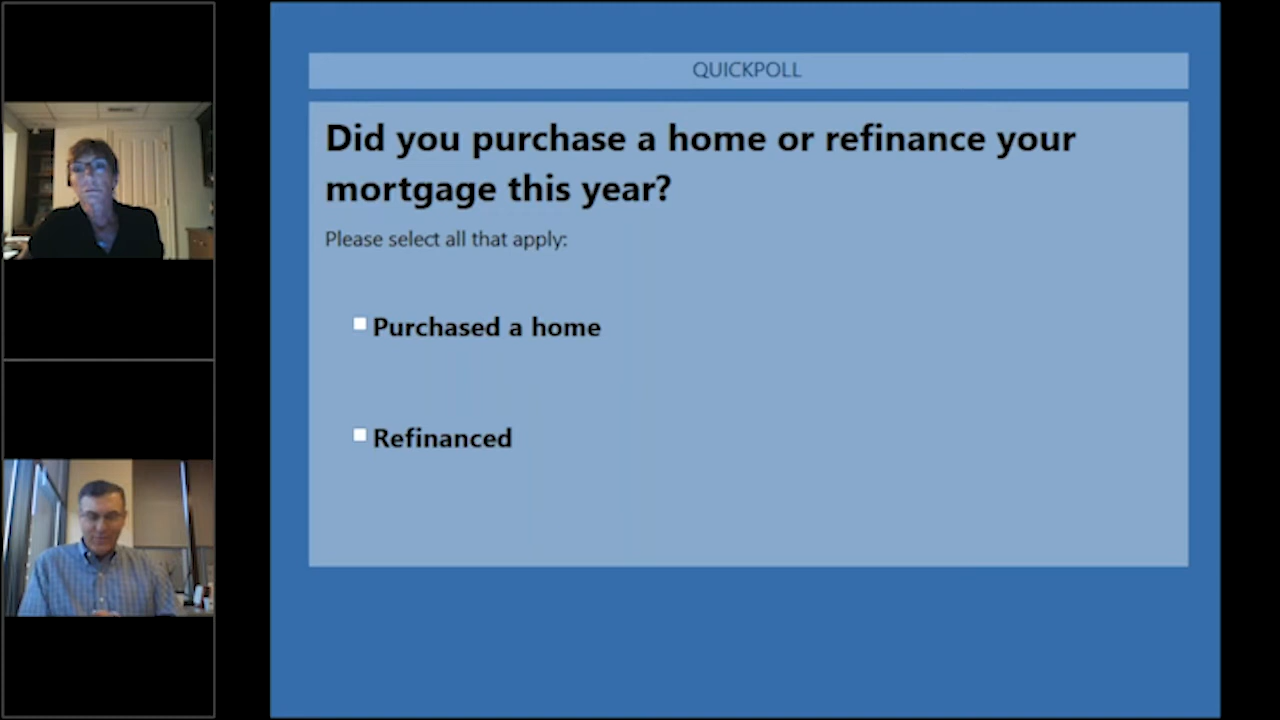 QUICKPOLL
Did you purchase a home or refinance your
mortgage this year?
Please select all that apply:
Purchased a home
Refinanced